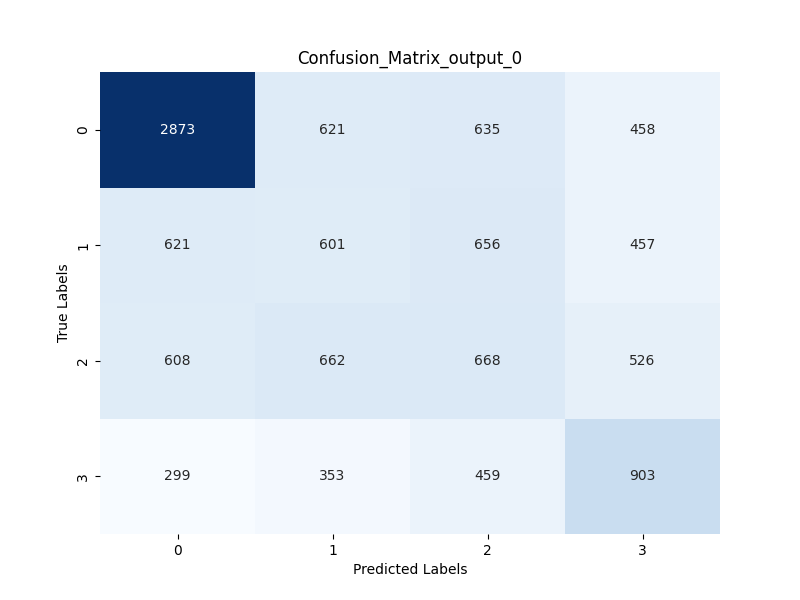 Confusion_Matrix_output_0
True Labels
0 2873 621 635 458
1 621 601 656 457
2 608 662 668 526
3 299 353 459 903
0 1 2 3
Predicted Labels